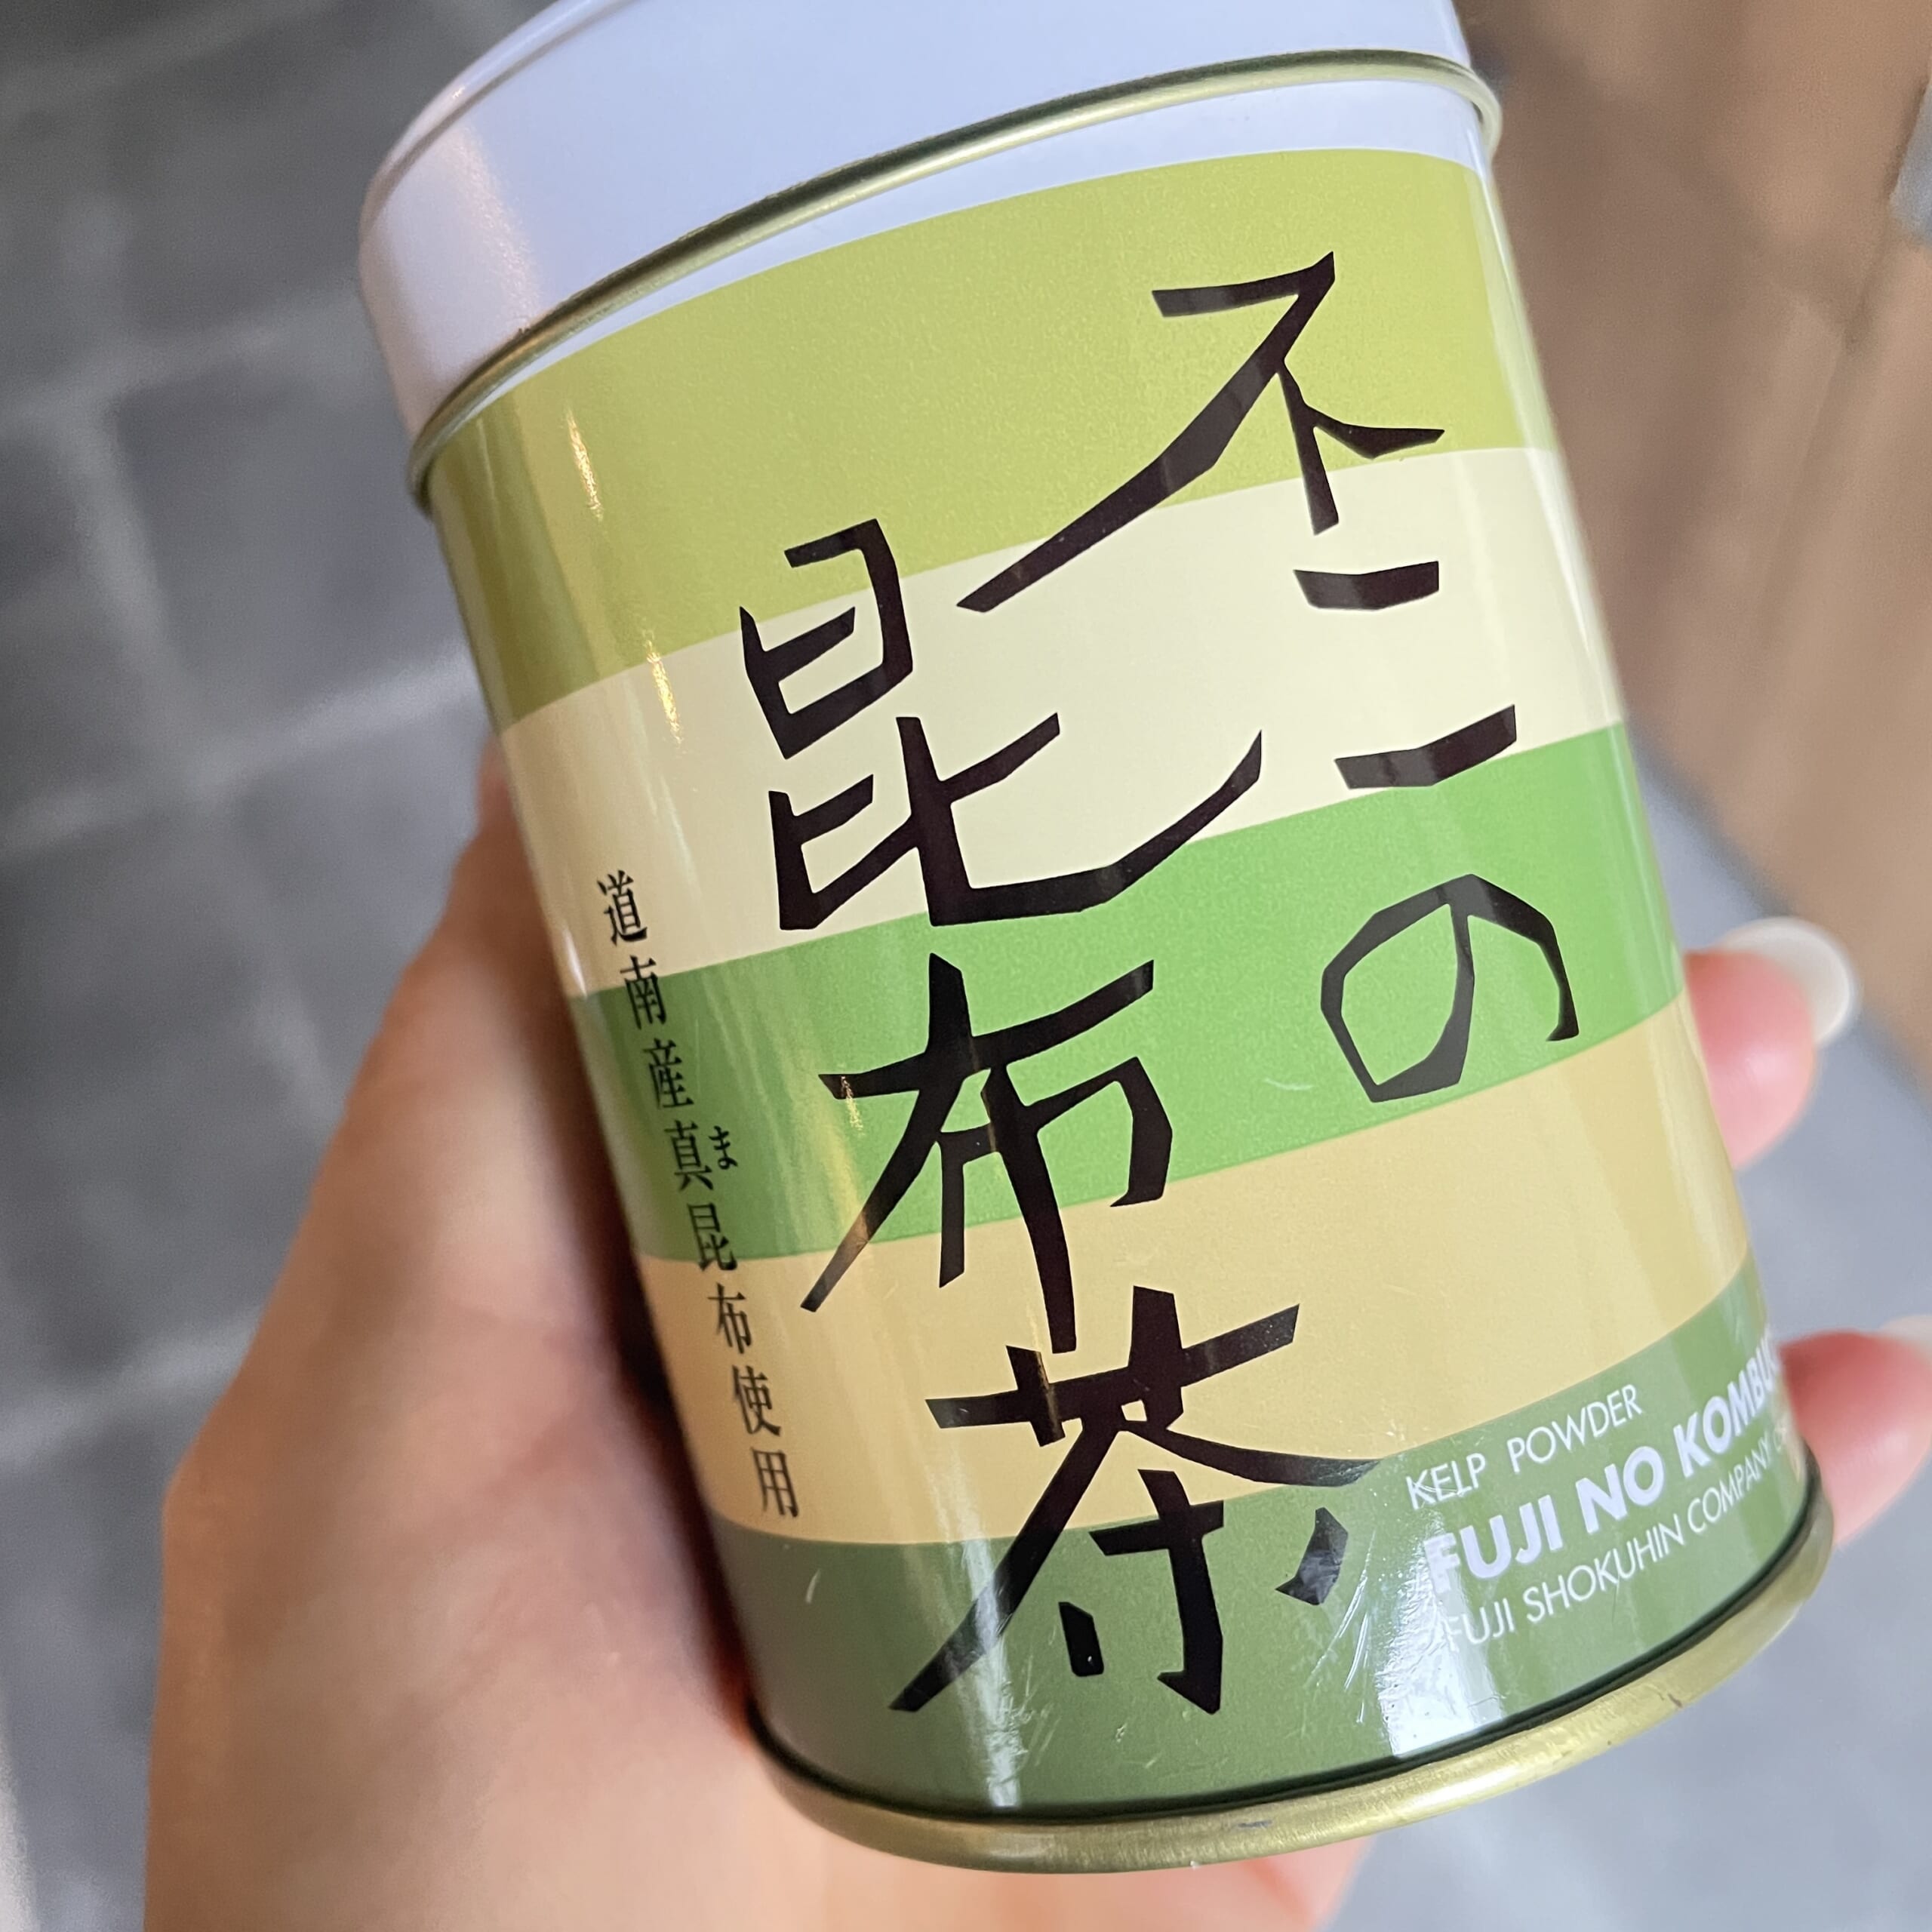 不二の
昆布茶
道南産真昆布使用
ま
KELP POWDER
FUJI NO
FUJI SHOKUHIN COMPANY